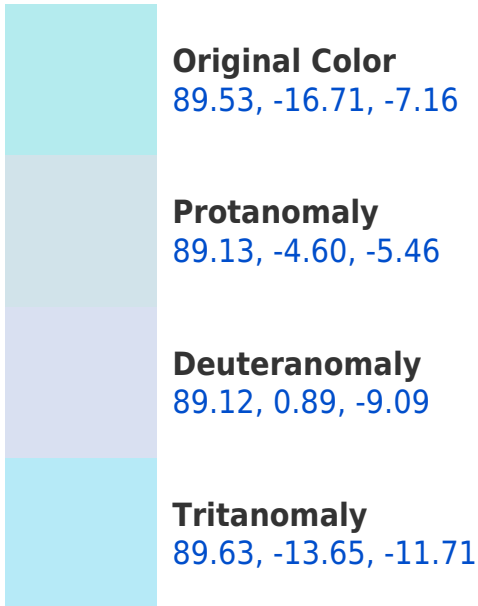 Original Color
89.53, -16.71, -7.16
Protanomaly
89.13, -4.60, -5.46
Deuteranomaly
89.12, 0.89, -9.09
Tritanomaly
89.63, -13.65, -11.71